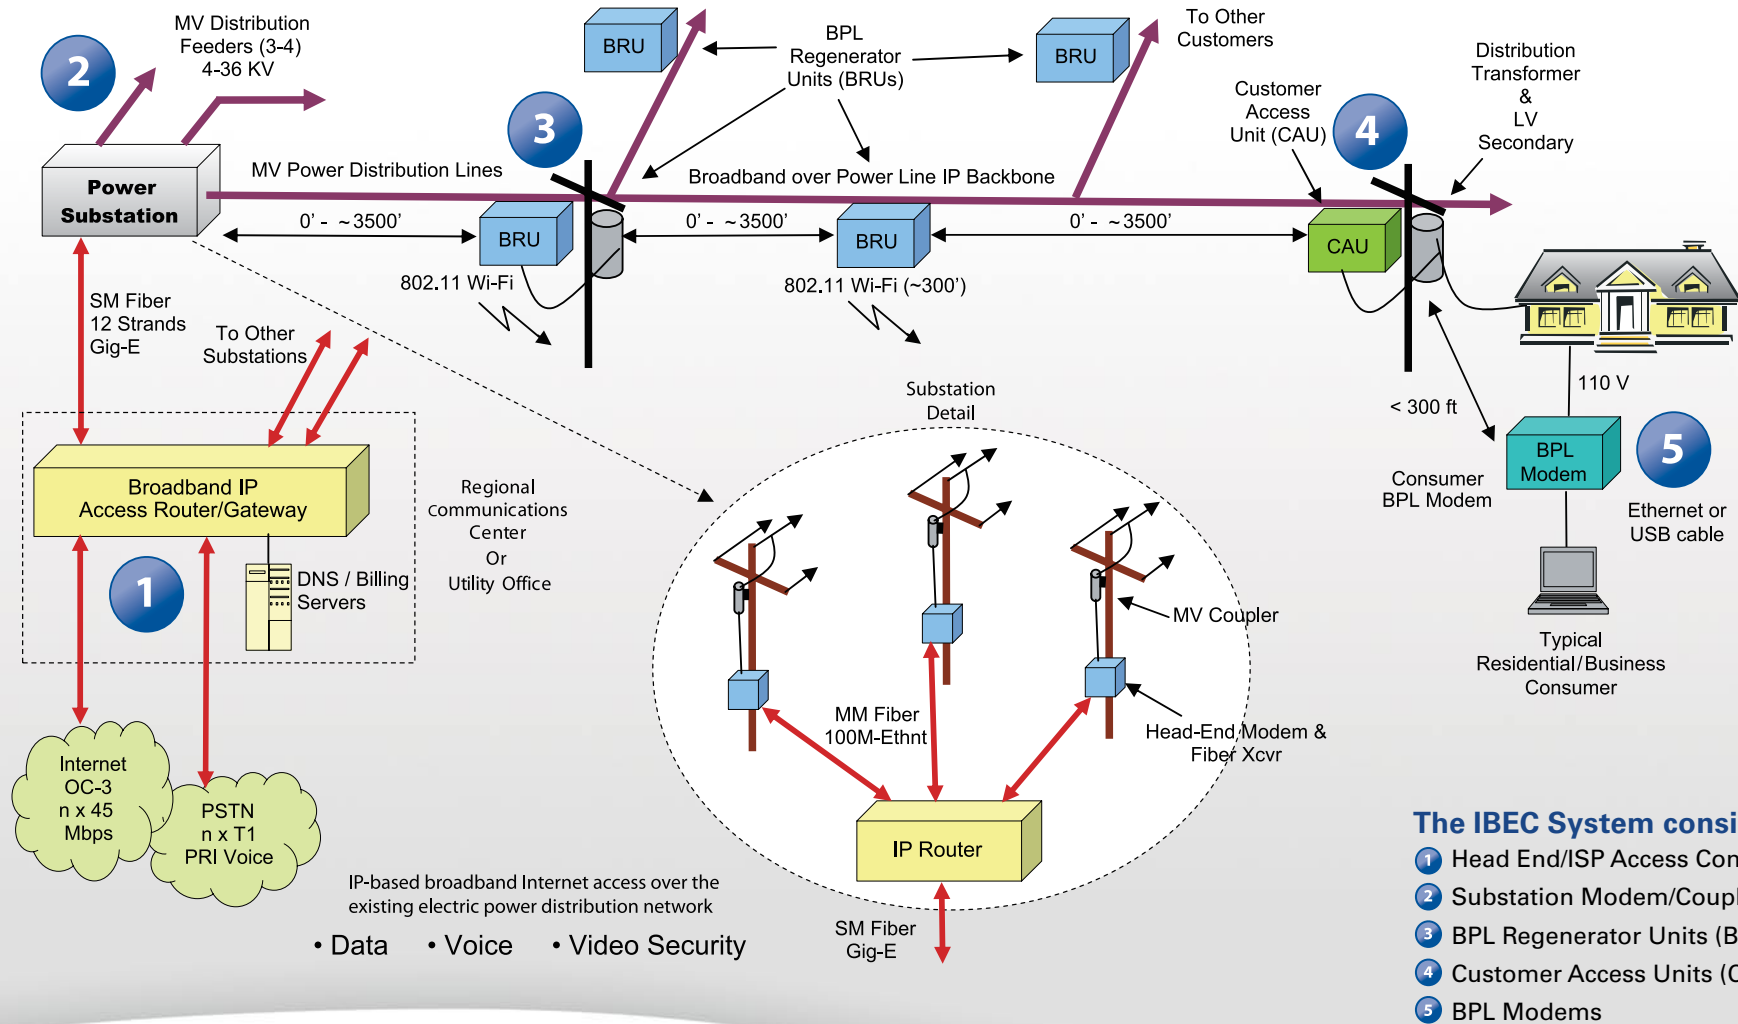 2
MV Distribution
Feeders (3-4)
4-36 KV
BRU
BPL
Regenerator
Units (BRUs)
BRU
To Other
Customers
Distribution
Transformer
&
LV
Secondary
Customer
Access
Unit (CAU)
3
4
Power
Substation
MV Power Distribution Lines
Broadband over Power Line IP Backbone
0' - ~3500'
0' - ~3500'
0' - ~3500'
BRU
BRU
CAU
802.11 Wi-Fi
802.11 Wi-Fi (~300')
SM Fiber
12 Strands
Gig-E
To Other
Substations
Substation
Detail
110 V
< 300 ft
BPL
Modem
5
Consumer
BPL Modem
Ethernet or
USB cable
Broadband IP
Access Router/Gateway
Regional
Communications
Center
Or
Utility Office
1
DNS / Billing
Servers
MV Coupler
Typical
Residential/Business
Consumer
MM Fiber
100M-Ethnt
Head-End Modem &
Fiber Xcvr
Internet
OC-3
n x 45
Mbps
PSTN
n x T1
PRI Voice
IP Router
SM Fiber
Gig-E
IP-based broadband Internet access over the
existing electric power distribution network
• Data • Voice • Video Security
The IBEC System consi
1 Head End/ISP Access Con
2 Substation Modem/Coupl
3 BPL Regenerator Units (B
4 Customer Access Units (C
5 BPL Modems